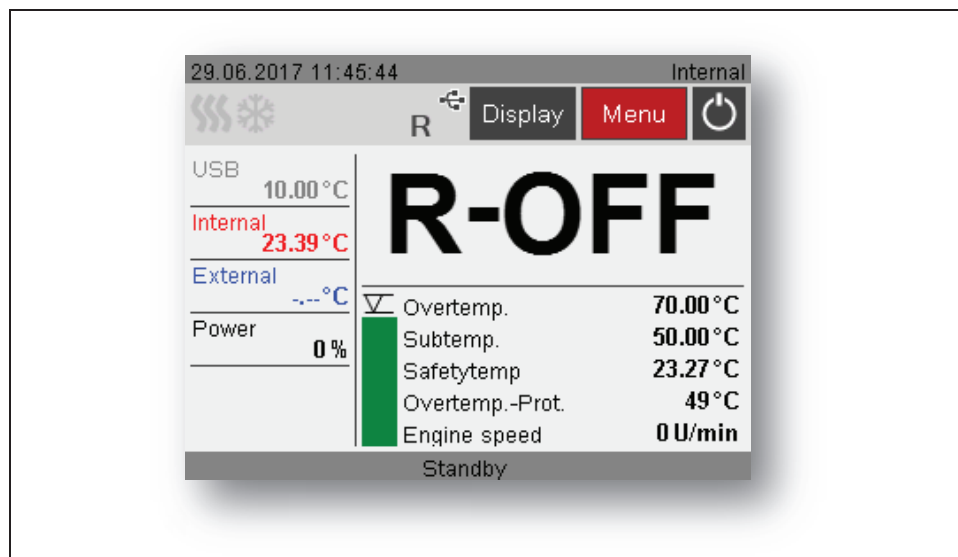 29.06.2017 11:45:44 Internal
R Display Menu
USB
10.00°C
Internal
23.39°C
External
-.--°C
Power
0%
R-OFF
Overtemp. 70.00°C
Subtemp. 50.00°C
Safetytemp 23.27°C
Overtemp.-Prot. 49°C
Engine speed 0 U/min
Standby